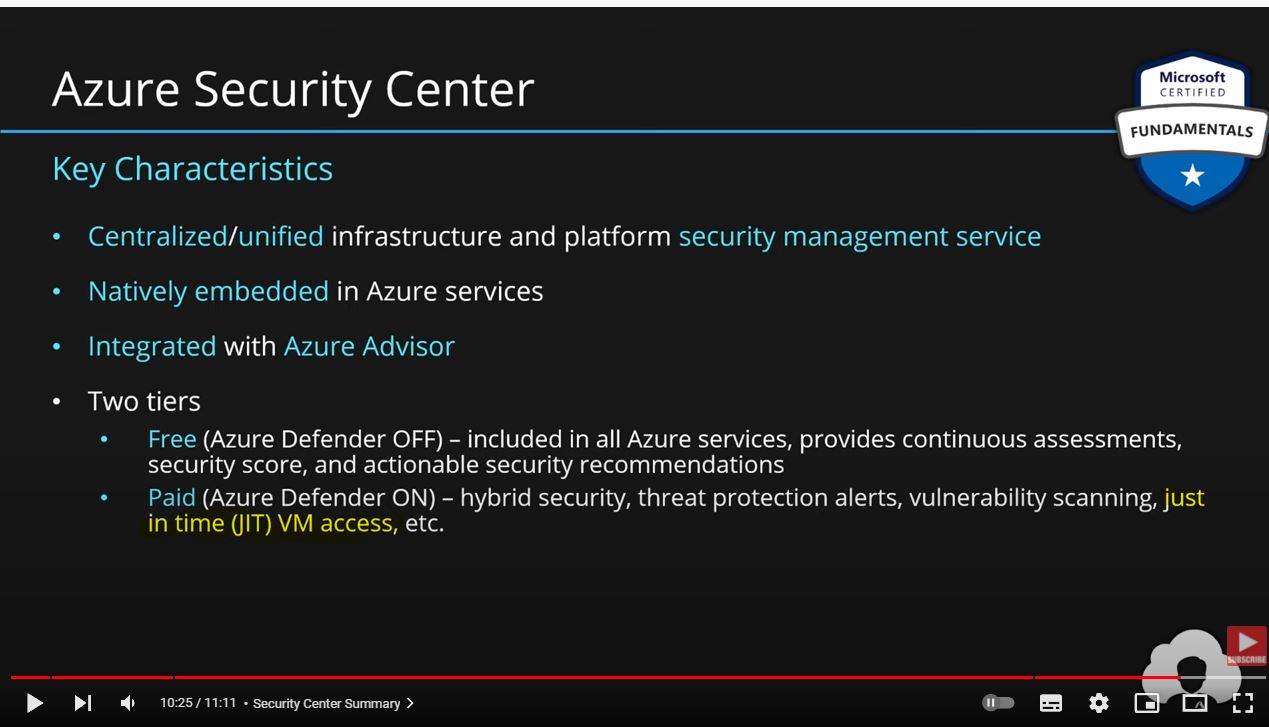 Azure Security Center
Microsoft
CERTIFIED
FUNDAMENTALS
Key Characteristics
• Centralized/unified infrastructure and platform security management service
• Natively embedded in Azure services
• Integrated with Azure Advisor
• Two tiers
• Free (Azure Defender OFF) – included in all Azure services, provides continuous assessments,
security score, and actionable security recommendations
• Paid (Azure Defender ON) – hybrid security, threat protection alerts, vulnerability scanning, just
in time (JIT) VM access, etc.
SUBSCRIBE
10:25 / 11:11 • Security Center Summary